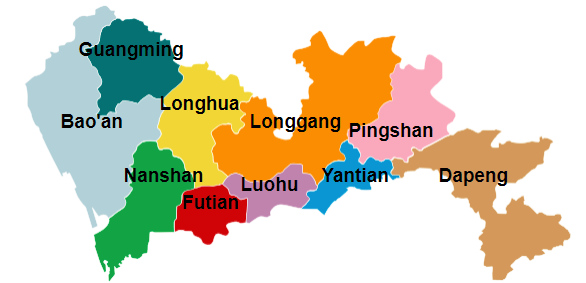 Guangming
Longhua
Bao'an
Longgang
Pingshan
Nanshan
Luohu
Yantian
Dapeng
Futian